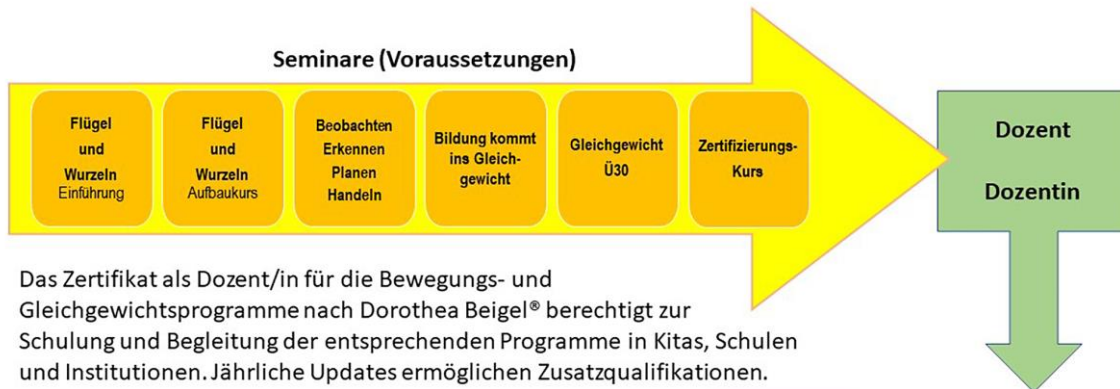 Seminare (Voraussetzungen)
Flügel
und
Wurzeln
Einführung
Flügel
und
Wurzeln
Aufbaukurs
Beobachten
Erkennen
Planen
Handeln
Bildung kommt
ins Gleich-
gewicht
Gleichgewicht
Ü30
Zertifizierungs-
Kurs
Dozent
Dozentin
Das Zertifikat als Dozent/in für die Bewegungs- und
Gleichgewichtsprogramme nach Dorothea Beigel® berechtigt zur
Schulung und Begleitung der entsprechenden Programme in Kitas, Schulen
und Institutionen. Jährliche Updates ermöglichen Zusatzqualifikationen.